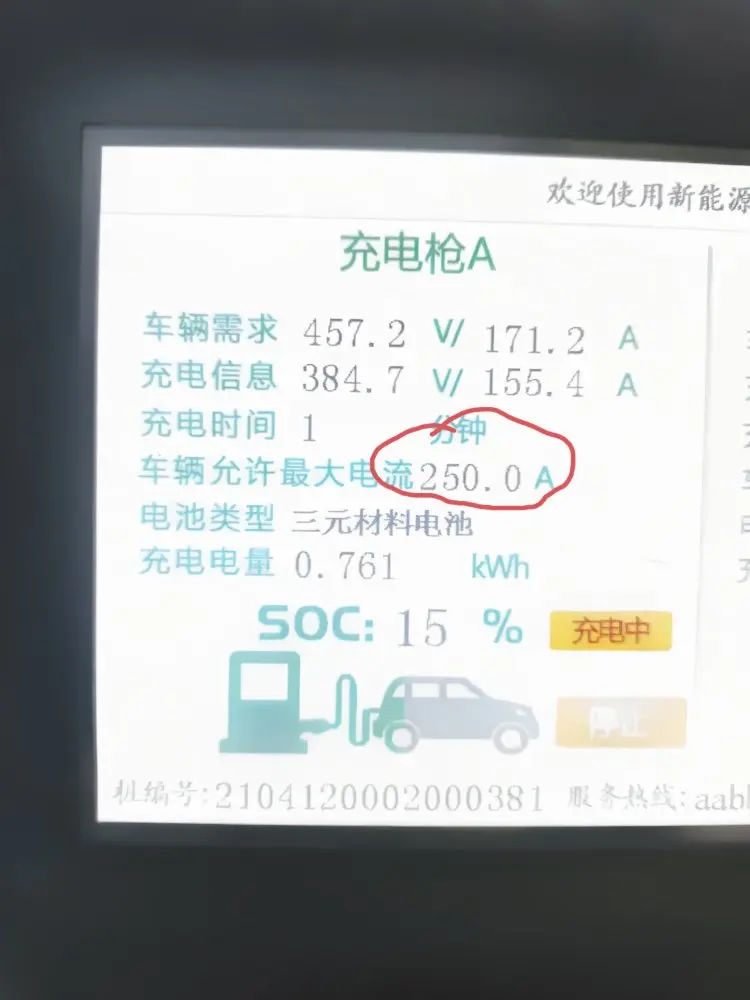 欢迎使用新能源
充电枪A
车辆需求 457.2 V/ 171.2 A
充电信息 384.7 V/ 155.4 A
充电时间 1 分钟
车辆允许最大电流 250.0 A
电池类型 三元材料电池
充电电量 0.761 kWh
SOC: 15 %
充电中
停止
桩编号:2104120002000381 服务热线: